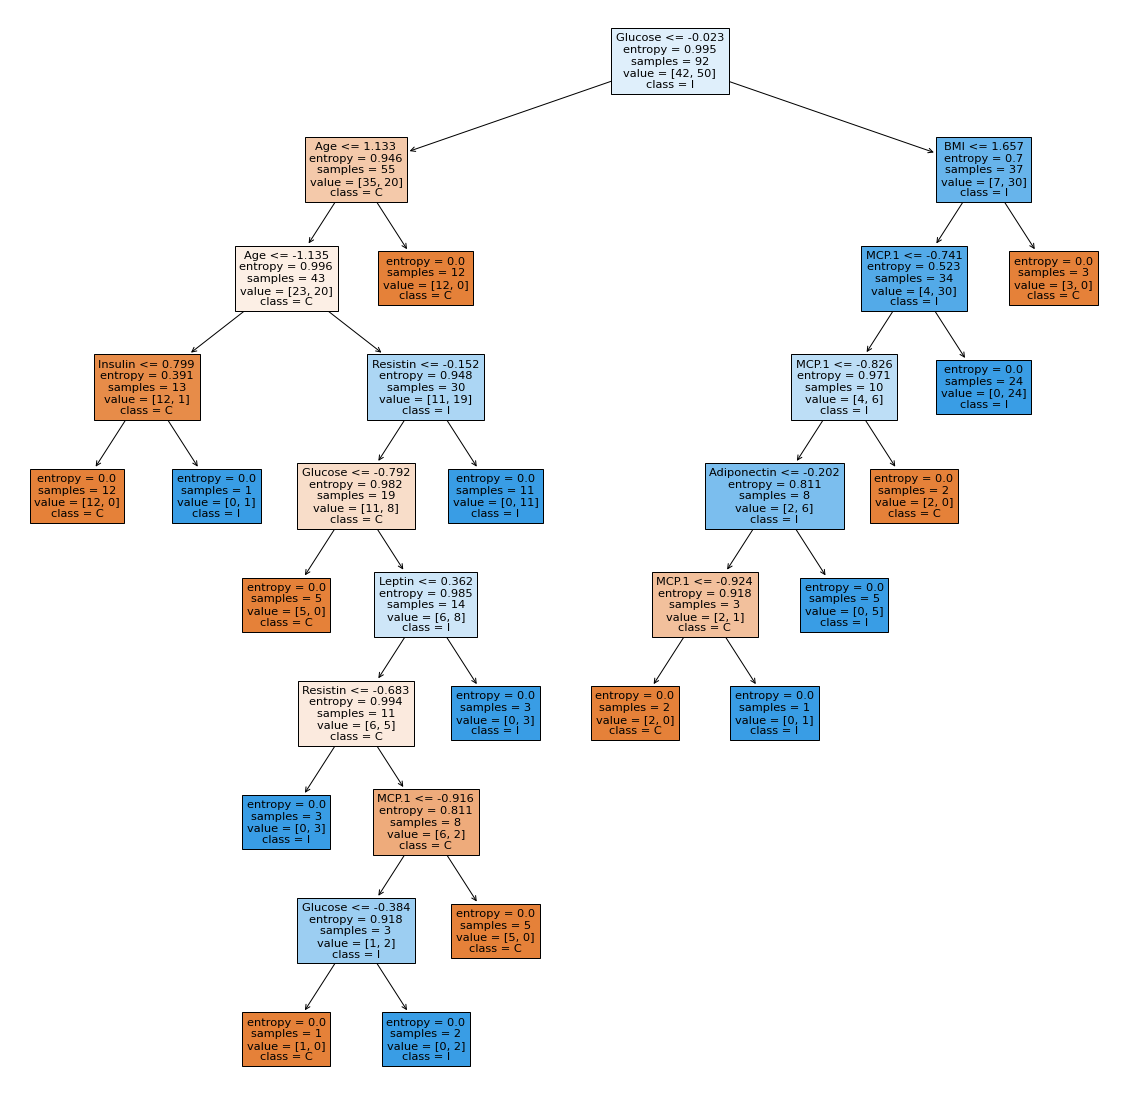 Glucose <= -0.023
entropy = 0.995
samples = 92
value = [42, 50]
class = I
Age <= 1.133
entropy = 0.946
samples = 55
value = [35, 20]
class = C
BMI <= 1.657
entropy = 0.7
samples = 37
value = [7, 30]
class = I
Age <= -1.135
entropy = 0.996
samples = 43
value = [23, 20]
class = C
entropy = 0.0
samples = 12
value = [12, 0]
class = C
MCP.1 <= -0.741
entropy = 0.523
samples = 34
value = [4, 30]
class = I
entropy = 0.0
samples = 3
value = [3, 0]
class = C
Insulin <= 0.799
entropy = 0.391
samples = 13
value = [12, 1]
class = C
Resistin <= -0.152
entropy = 0.948
samples = 30
value = [11, 19]
class = I
MCP.1 <= -0.826
entropy = 0.971
samples = 10
value = [4, 6]
class = I
entropy = 0.0
samples = 24
value = [0, 24]
class = I
entropy = 0.0
samples = 12
value = [12, 0]
class = C
entropy = 0.0
samples = 1
value = [0, 1]
class = I
Glucose <= -0.792
entropy = 0.982
samples = 19
value = [11, 8]
class = C
entropy = 0.0
samples = 11
value = [0, 11]
class = I
Adiponectin <= -0.202
entropy = 0.811
samples = 8
value = [2, 6]
class = I
entropy = 0.0
samples = 2
value = [2, 0]
class = C
entropy = 0.0
samples = 5
value = [5, 0]
class = C
Leptin <= 0.362
entropy = 0.985
samples = 14
value = [6, 8]
class = I
MCP.1 <= -0.924
entropy = 0.918
samples = 3
value = [2, 1]
class = C
entropy = 0.0
samples = 5
value = [0, 5]
class = I
Resistin <= -0.683
entropy = 0.994
samples = 11
value = [6, 5]
class = C
entropy = 0.0
samples = 3
value = [0, 3]
class = I
entropy = 0.0
samples = 2
value = [2, 0]
class = C
entropy = 0.0
samples = 1
value = [0, 1]
class = I
entropy = 0.0
samples = 3
value = [0, 3]
class = I
MCP.1 <= -0.916
entropy = 0.811
samples = 8
value = [6, 2]
class = C
Glucose <= -0.384
entropy = 0.918
samples = 3
value = [1, 2]
class = I
entropy = 0.0
samples = 5
value = [5, 0]
class = C
entropy = 0.0
samples = 1
value = [1, 0]
class = C
entropy = 0.0
samples = 2
value = [0, 2]
class = I